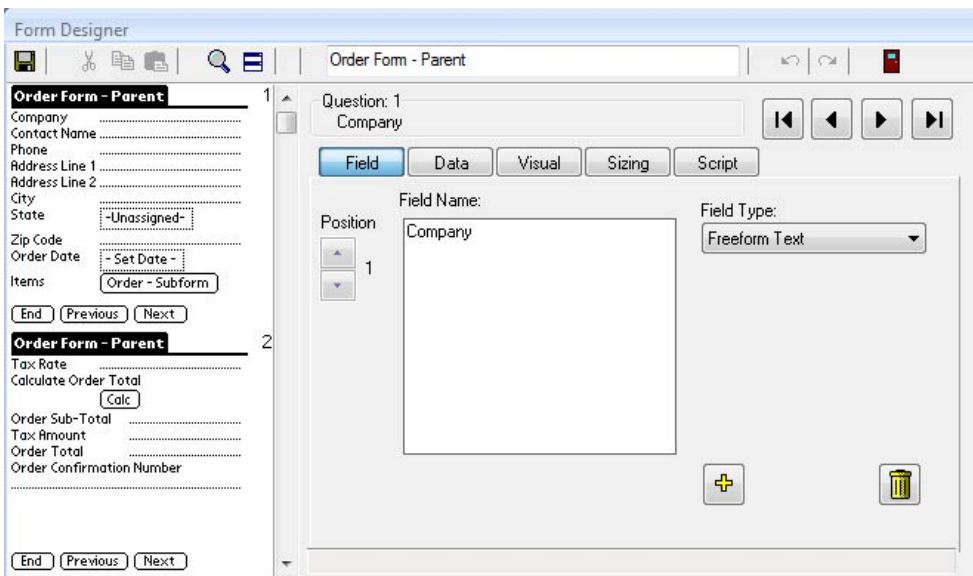 Form Designer
Order Form - Parent
Order Form - Parent 1
Company
Contact Name
Phone
Address Line 1
Address Line 2
City
State -Unassigned-
Zip Code
Order Date - Set Date -
Items Order - Subform
End Previous Next
Order Form - Parent 2
Tax Rate
Calculate Order Total
Calc
Order Sub-Total
Tax Amount
Order Total
Order Confirmation Number
End Previous Next
Question: 1
Company
Field Data Visual Sizing Script
Position
1
Field Name:
Company
Field Type:
Freeform Text